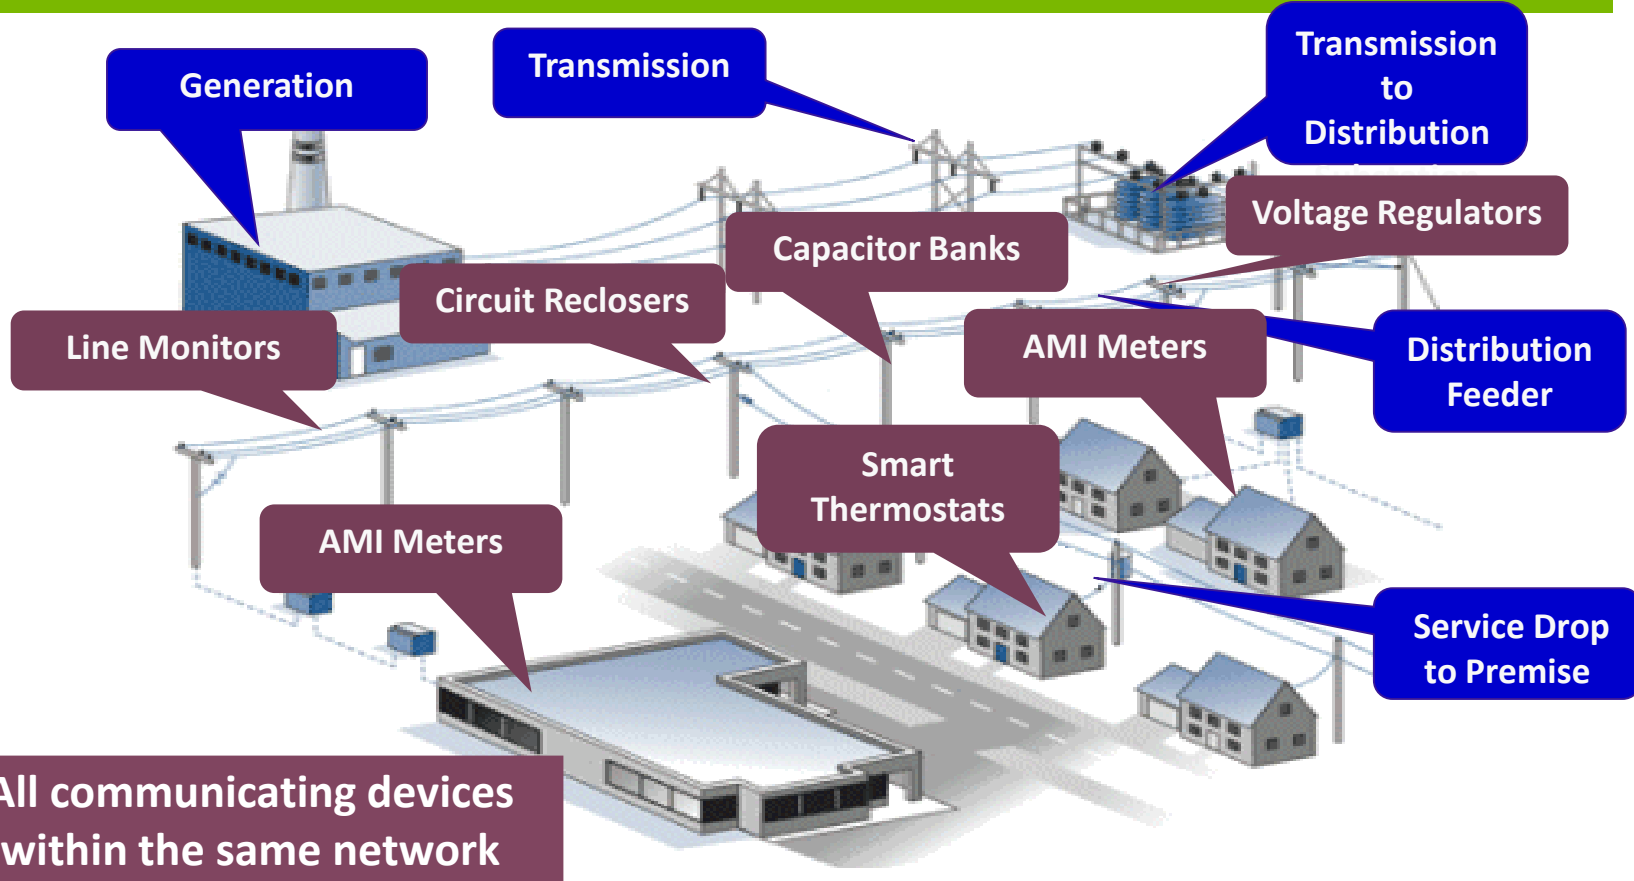 Generation
Transmission
Transmission
to
Distribution
Voltage Regulators
Capacitor Banks
Circuit Reclosers
Line Monitors
AMI Meters
Distribution
Feeder
Smart
Thermostats
AMI Meters
Service Drop
to Premise
All communicating devices
within the same network